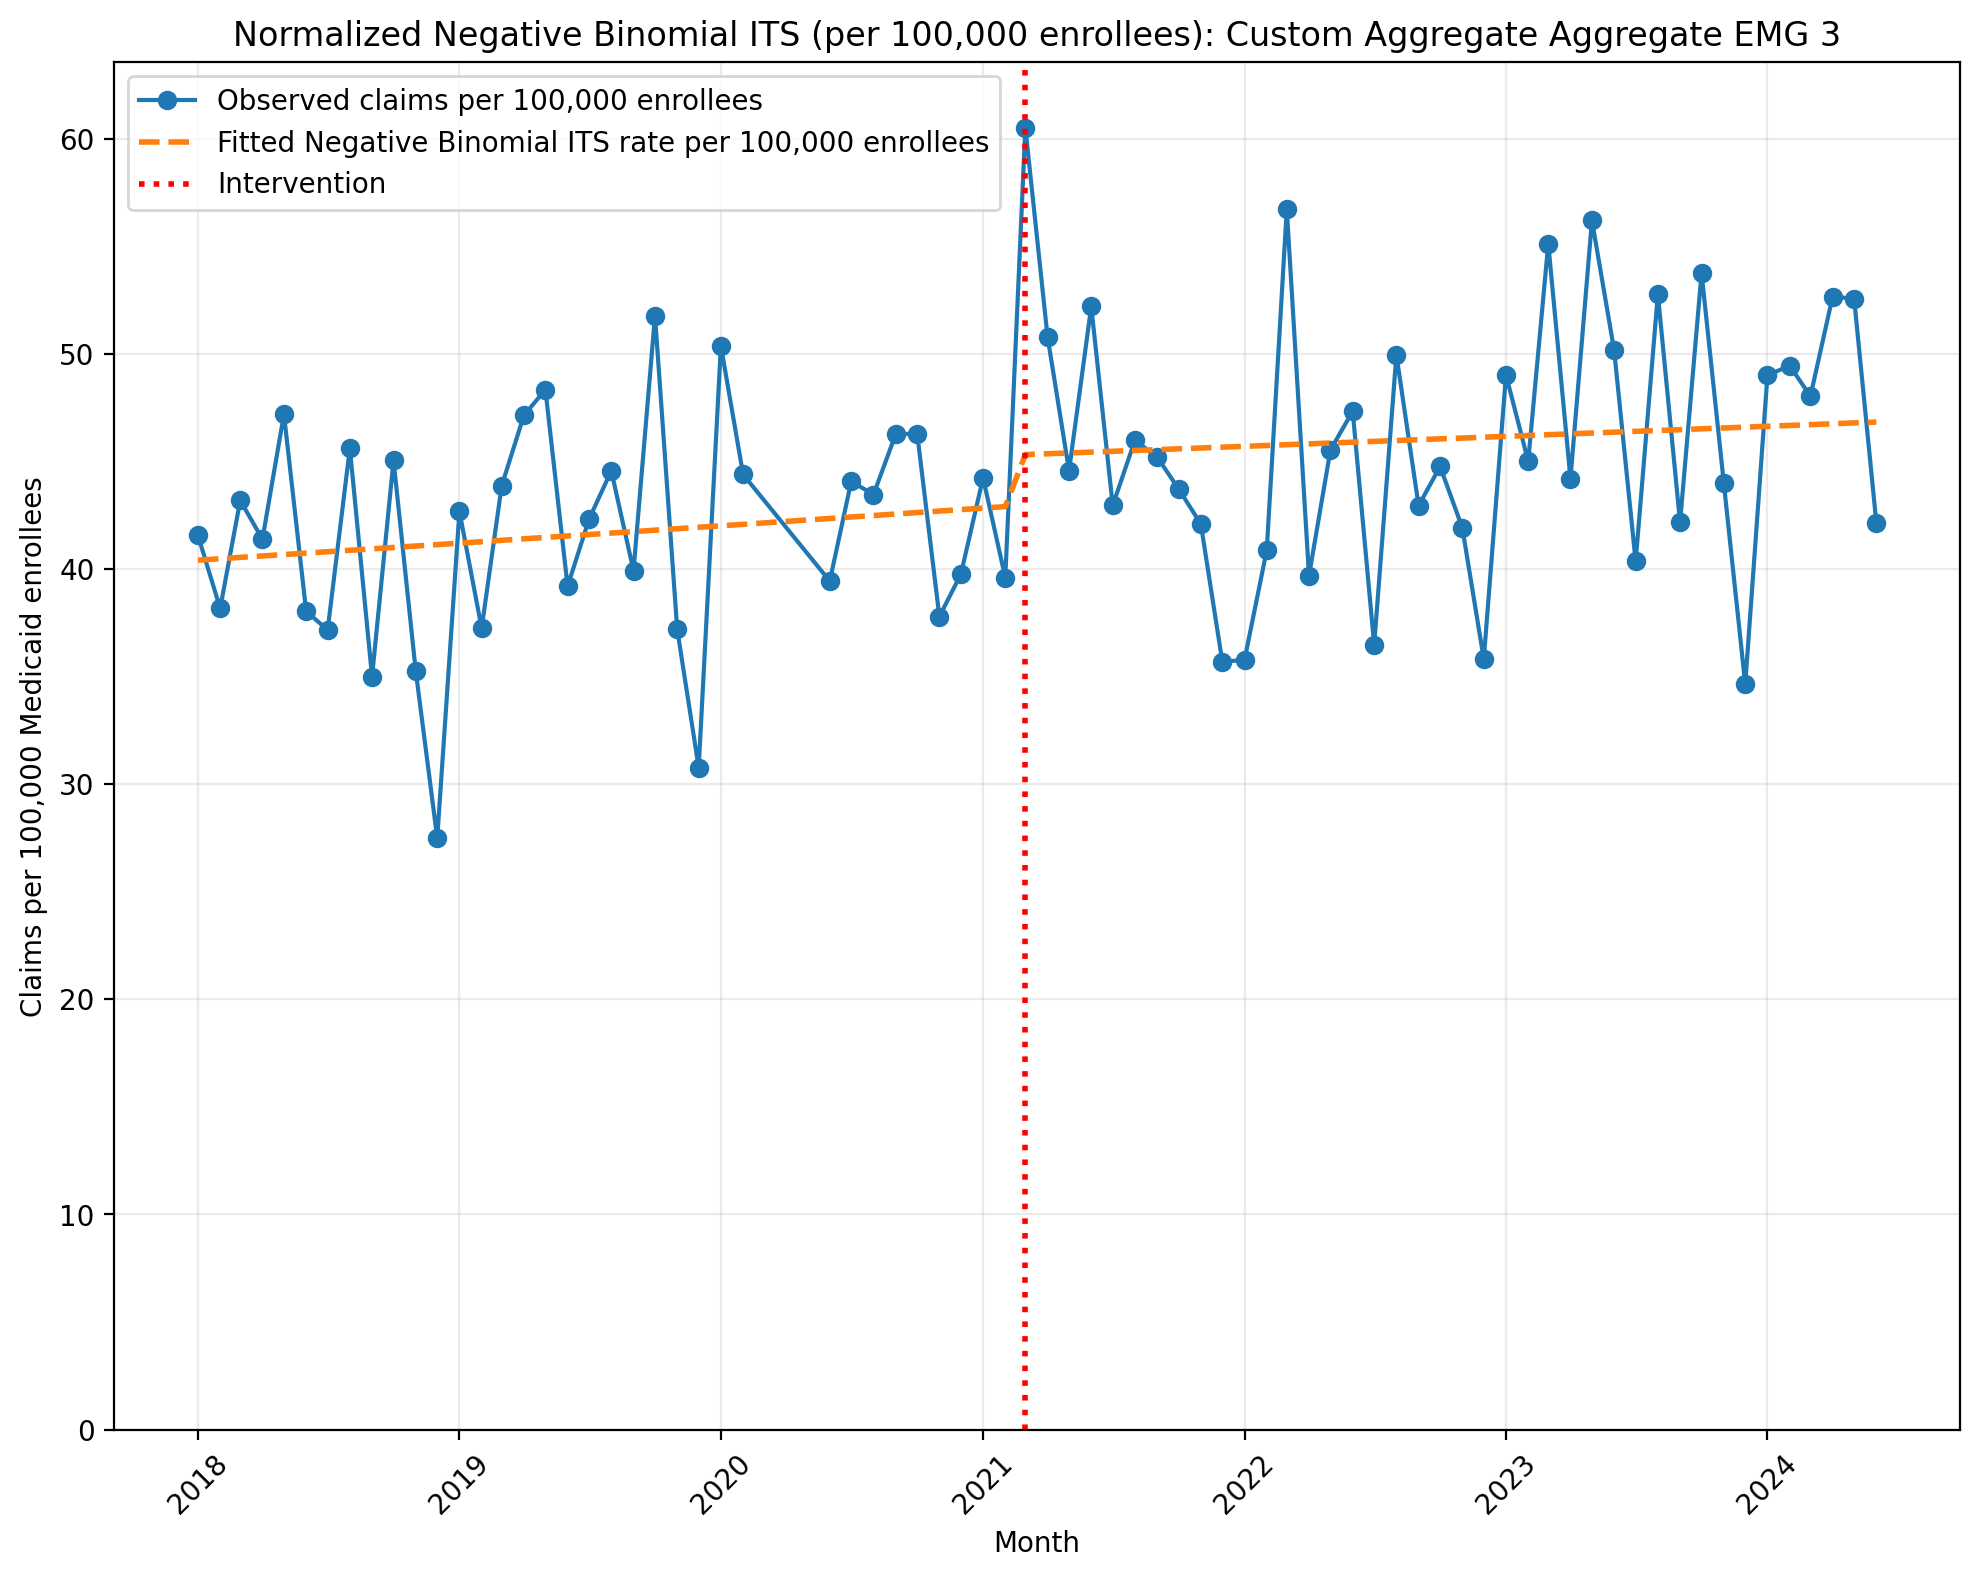 Normalized Negative Binomial ITS (per 100,000 enrollees): Custom Aggregate Aggregate EMG 3
Observed claims per 100,000 enrollees
Fitted Negative Binomial ITS rate per 100,000 enrollees
Intervention
Claims per 100,000 Medicaid enrollees
60
50
40
30
20
10
0
2018
2019
2020
2021
2022
2023
2024
Month